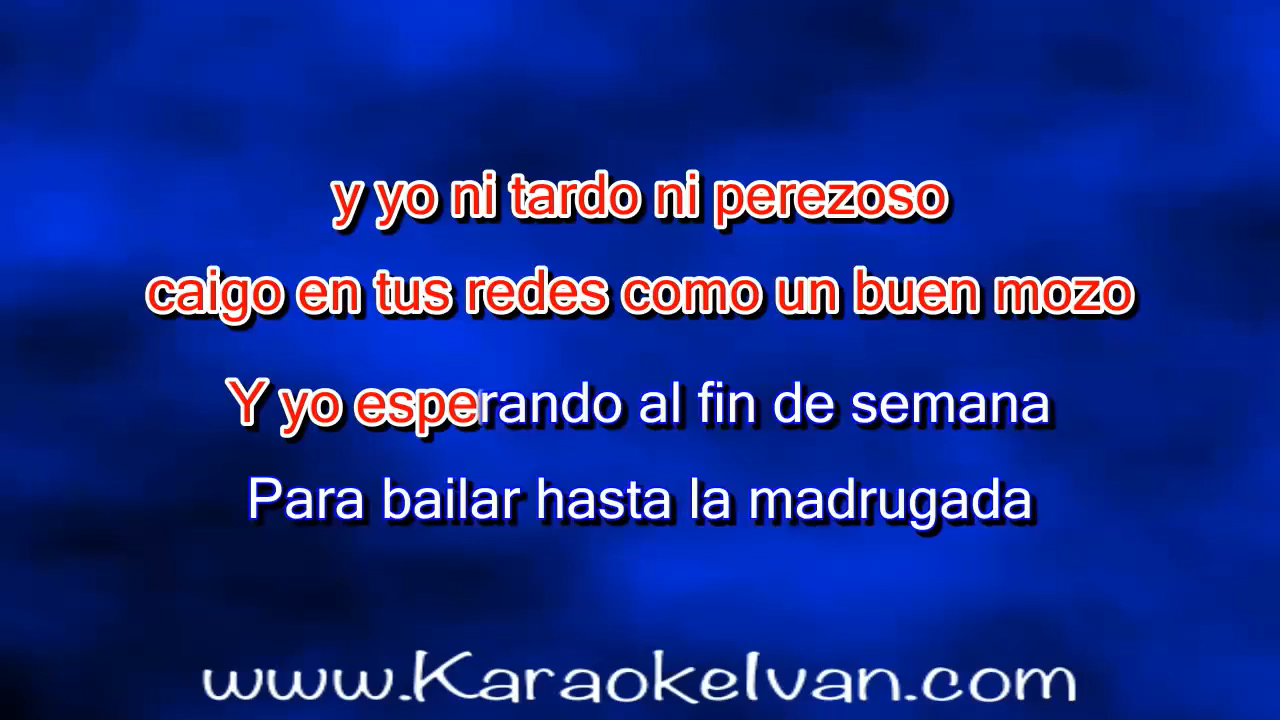 y yo ni tardo ni perezoso
caigo en tus redes como un buen mozo
Y yo esperando al fin de semana
Para bailar hasta la madrugada
www.KaraokeIvan.com